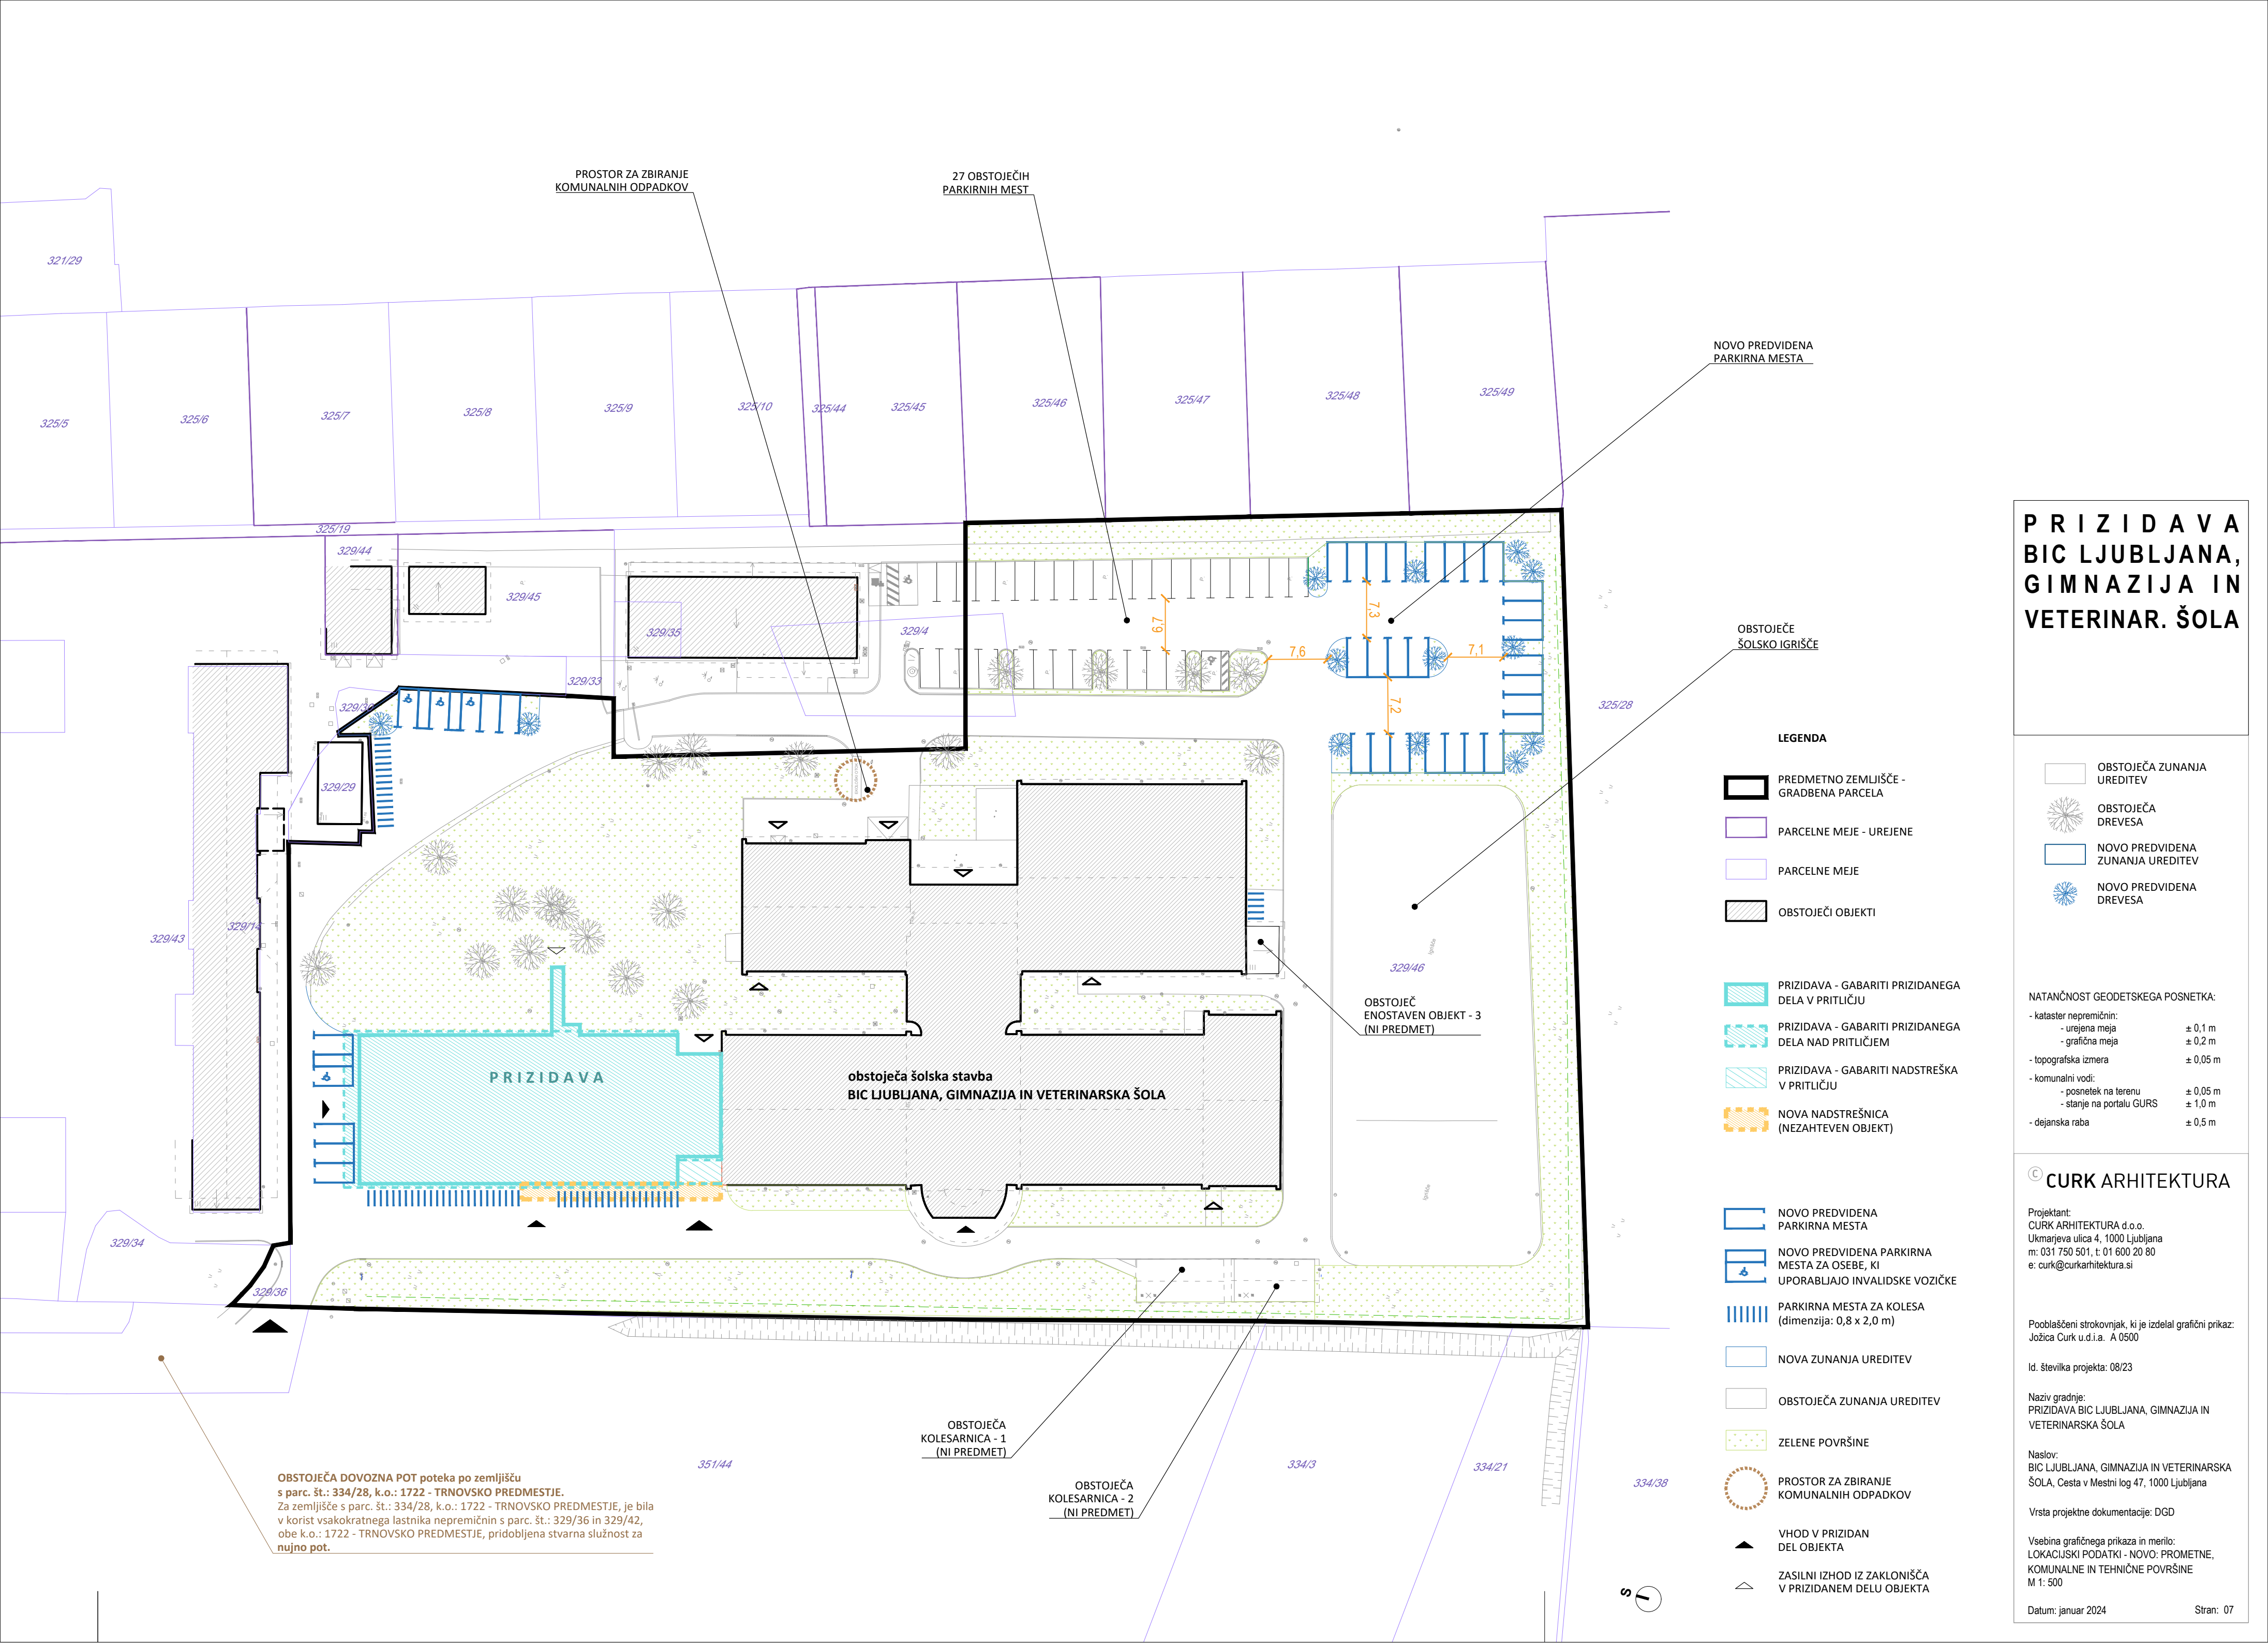 PROSTOR ZA ZBIRANJE
KOMUNALNIH ODPADKOV
27 OBSTOJEČIH
PARKIRNIH MEST
NOVO PREDVIDENA
PARKIRNA MESTA
OBSTOJEČE
ŠOLSKO IGRIŠČE
321/29
325/5
325/6
325/7
325/8
325/9
325/10
325/44
325/45
325/46
325/47
325/48
325/49
325/19
329/44
329/45
329/35
329/4
329/33
329/29
329/43
329/34
329/36
325/28
329/46
351/44
334/3
334/21
334/38
6,7
7,6
7,3
7,1
7,2
igrišče
igrišče
PRIZIDAVA
obstoječa šolska stavba
BIC LJUBLJANA, GIMNAZIJA IN VETERINARSKA ŠOLA
OBSTOJEČ
ENOSTAVEN OBJEKT - 3
(NI PREDMET)
OBSTOJEČA
KOLESARNICA - 1
(NI PREDMET)
OBSTOJEČA
KOLESARNICA - 2
(NI PREDMET)
OBSTOJEČA DOVOZNA POT poteka po zemljišču
s parc. št.: 334/28, k.o.: 1722 - TRNOVSKO PREDMESTJE.
Za zemljišče s parc. št.: 334/28, k.o.: 1722 - TRNOVSKO PREDMESTJE, je bila
v korist vsakokratnega lastnika nepremičnin s parc. št.: 329/36 in 329/42,
obe k.o.: 1722 - TRNOVSKO PREDMESTJE, pridobljena stvarna služnost za
nujno pot.
LEGENDA
PREDMETNO ZEMLJIŠČE -
GRADBENA PARCELA
PARCELNE MEJE - UREJENE
PARCELNE MEJE
OBSTOJEČI OBJEKTI
PRIZIDAVA - GABARITI PRIZIDANEGA
DELA V PRITLIČJU
PRIZIDAVA - GABARITI PRIZIDANEGA
DELA NAD PRITLIČJEM
PRIZIDAVA - GABARITI NADSTREŠKA
V PRITLIČJU
NOVA NADSTREŠNICA
(NEZAHTEVEN OBJEKT)
NOVO PREDVIDENA
PARKIRNA MESTA
NOVO PREDVIDENA PARKIRNA
MESTA ZA OSEBE, KI
UPORABLJAJO INVALIDSKE VOZIČKE
PARKIRNA MESTA ZA KOLESA
(dimenzija: 0,8 x 2,0 m)
NOVA ZUNANJA UREDITEV
OBSTOJEČA ZUNANJA UREDITEV
ZELENE POVRŠINE
PROSTOR ZA ZBIRANJE
KOMUNALNIH ODPADKOV
VHOD V PRIZIDAN
DEL OBJEKTA
ZASILNI IZHOD IZ ZAKLONIŠČA
V PRIZIDANEM DELU OBJEKTA
S
PRIZIDAVA
BIC LJUBLJANA,
GIMNAZIJA IN
VETERINAR. ŠOLA
OBSTOJEČA ZUNANJA
UREDITEV
OBSTOJEČA
DREVESA
NOVO PREDVIDENA
ZUNANJA UREDITEV
NOVO PREDVIDENA
DREVESA
NATANČNOST GEODETSKEGA POSNETKA:
- kataster nepremičnin:
- urejena meja ± 0,1 m
- grafična meja ± 0,2 m
- topografska izmera ± 0,05 m
- komunalni vodi:
- posnetek na terenu ± 0,05 m
- stanje na portalu GURS ± 1,0 m
- dejanska raba ± 0,5 m
© CURK ARHITEKTURA
Projektant:
CURK ARHITEKTURA d.o.o.
Ukmarjeva ulica 4, 1000 Ljubljana
m: 031 750 501, t: 01 600 20 80
e: curk@curkarhitektura.si
Pooblaščeni strokovnjak, ki je izdelal grafični prikaz:
Jožica Curk u.d.i.a. A 0500
Id. številka projekta: 08/23
Naziv gradnje:
PRIZIDAVA BIC LJUBLJANA, GIMNAZIJA IN
VETERINARSKA ŠOLA
Naslov:
BIC LJUBLJANA, GIMNAZIJA IN VETERINARSKA
ŠOLA, Cesta v Mestni log 47, 1000 Ljubljana
Vrsta projektne dokumentacije: DGD
Vsebina grafičnega prikaza in merilo:
LOKACIJSKI PODATKI - NOVO: PROMETNE,
KOMUNALNE IN TEHNIČNE POVRŠINE
M 1: 500
Datum: januar 2024 Stran: 07